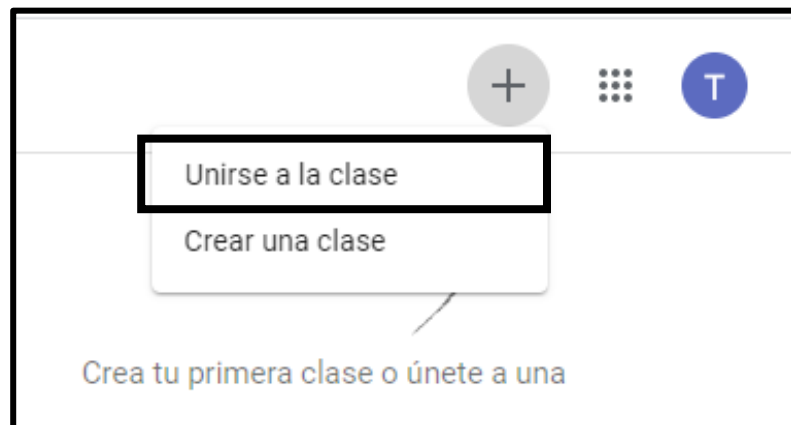 T
Unirse a la clase
Crear una clase
Crea tu primera clase o únete a una